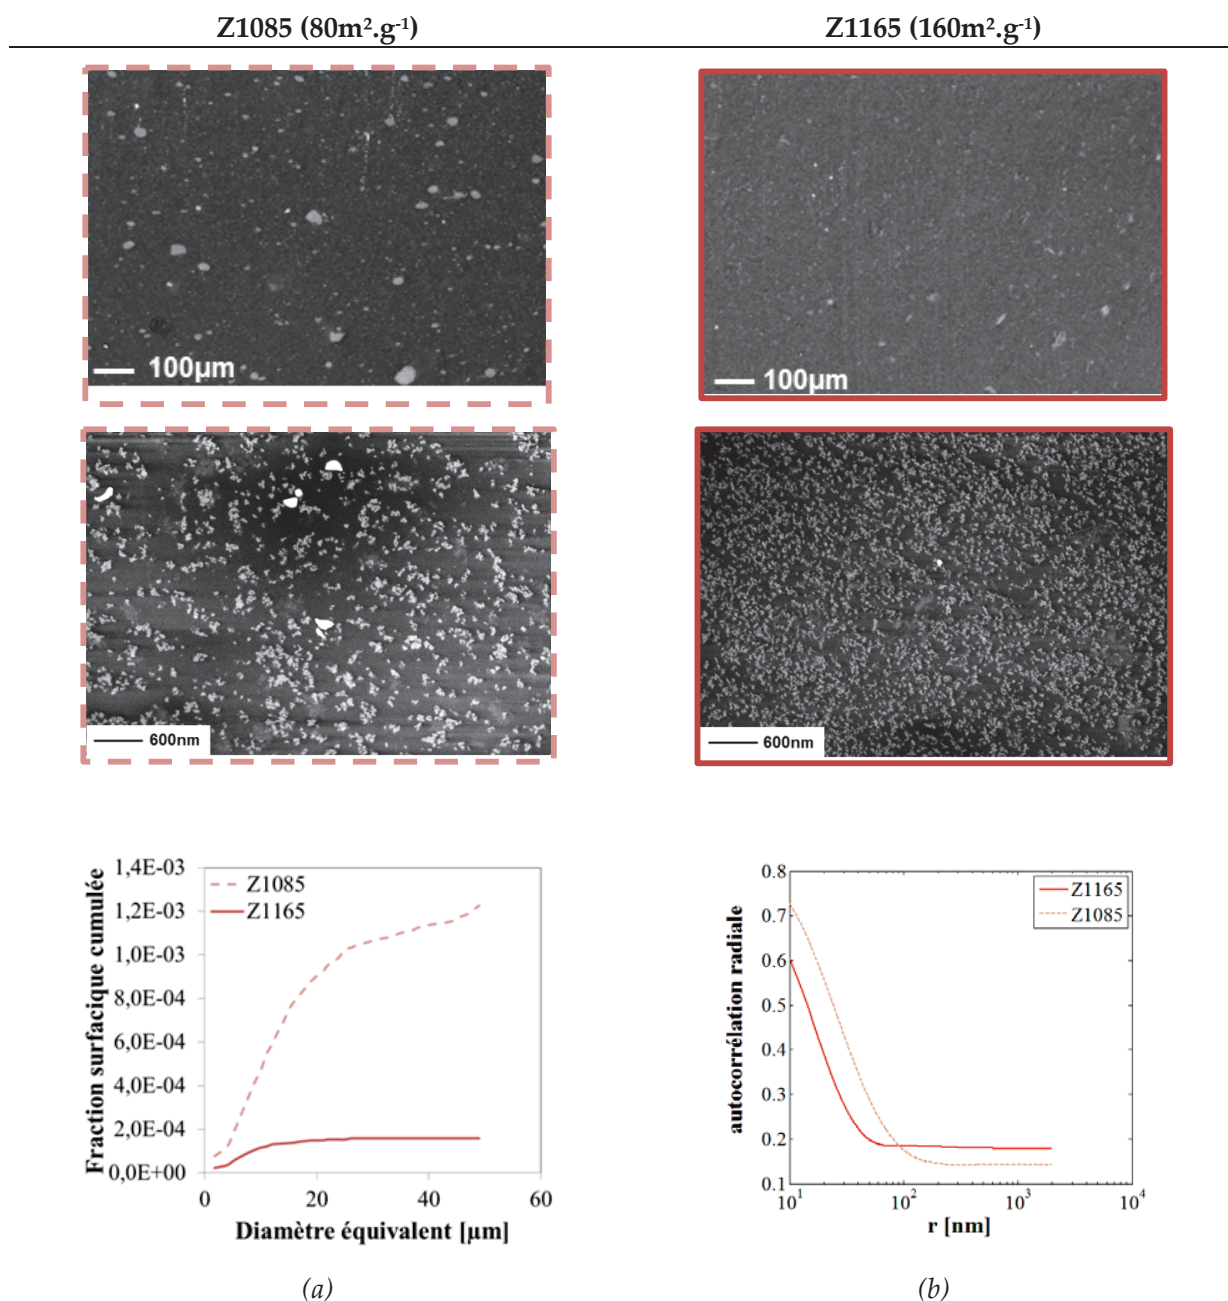 Z1085 (80m².g⁻¹)
Z1165 (160m².g⁻¹)
100µm
100µm
600nm
600nm
Fraction surfacique cumulée
1,4E-03
1,2E-03
1,0E-03
8,0E-04
6,0E-04
4,0E-04
2,0E-04
0,0E+00
Z1085
Z1165
0 20 40 60
Diamètre équivalent [µm]
(a)
autocorrélation radiale
0.8
0.7
0.6
0.5
0.4
0.3
0.2
0.1
Z1165
Z1085
10¹ 10² 10³ 10⁴
r [nm]
(b)